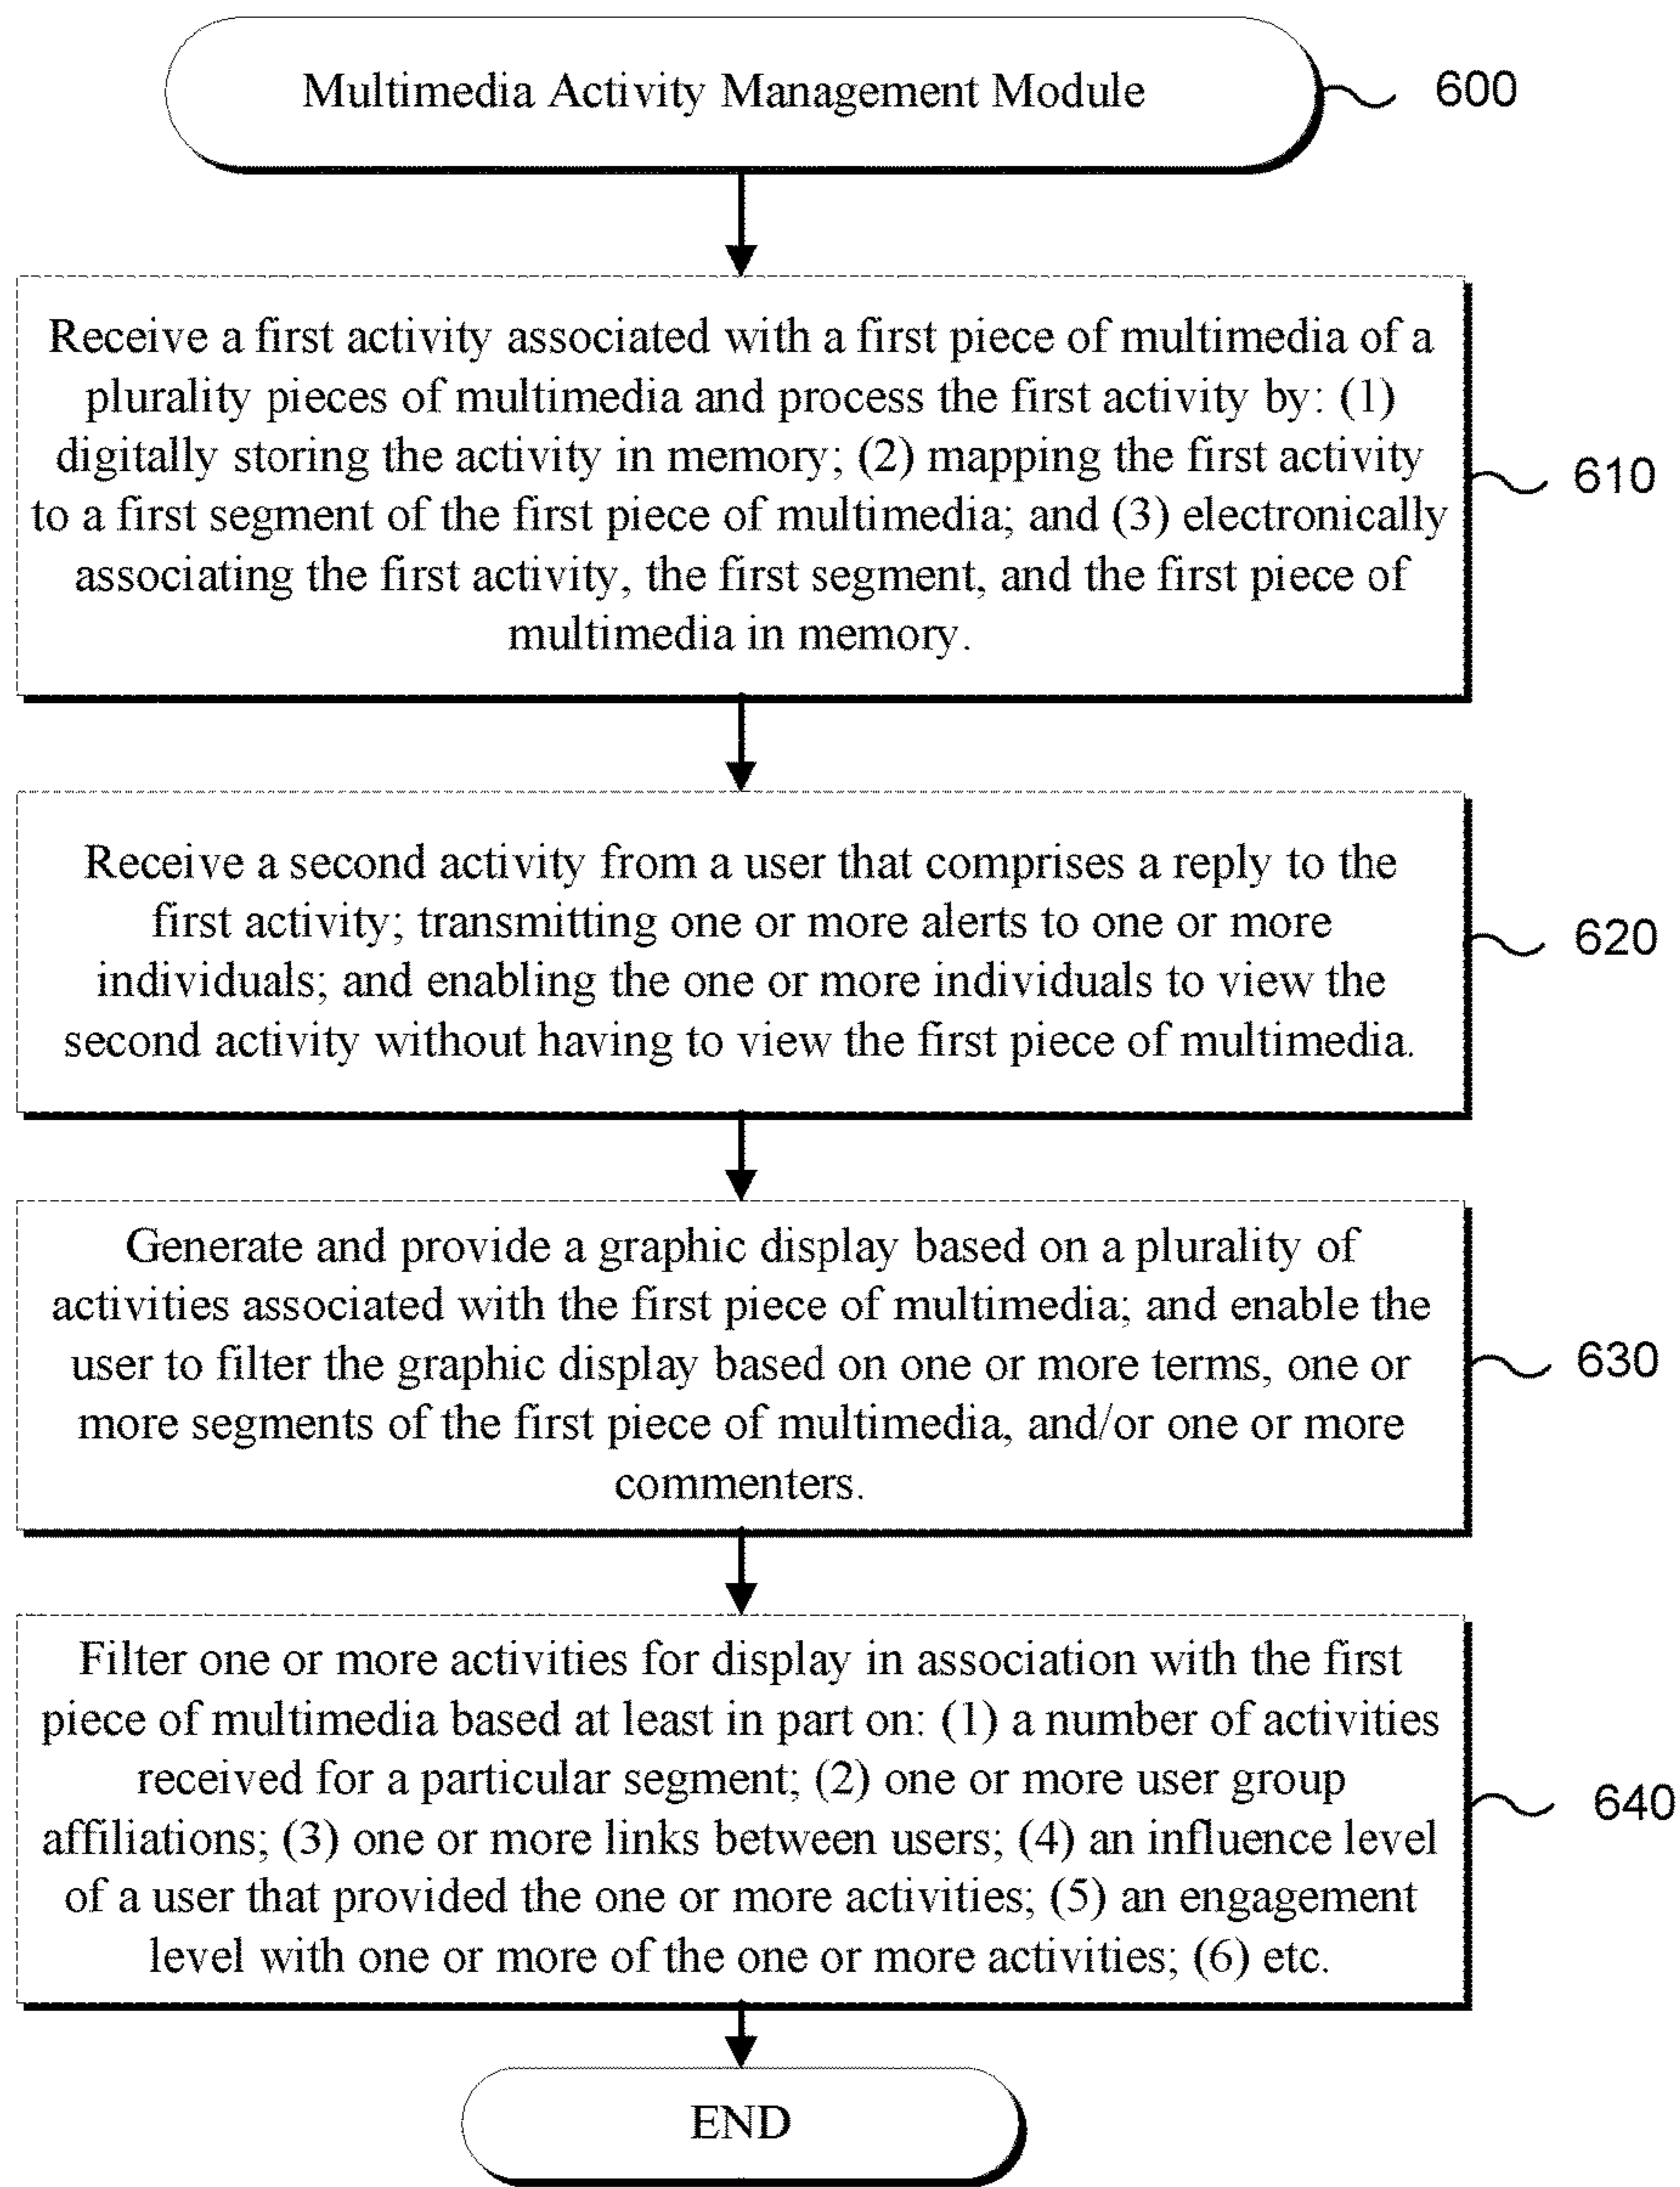 Multimedia Activity Management Module
600
Receive a first activity associated with a first piece of multimedia of a
plurality pieces of multimedia and process the first activity by: (1)
digitally storing the activity in memory; (2) mapping the first activity
to a first segment of the first piece of multimedia; and (3) electronically
associating the first activity, the first segment, and the first piece of
multimedia in memory.
610
Receive a second activity from a user that comprises a reply to the
first activity; transmitting one or more alerts to one or more
individuals; and enabling the one or more individuals to view the
second activity without having to view the first piece of multimedia.
620
Generate and provide a graphic display based on a plurality of
activities associated with the first piece of multimedia; and enable the
user to filter the graphic display based on one or more terms, one or
more segments of the first piece of multimedia, and/or one or more
commenters.
630
Filter one or more activities for display in association with the first
piece of multimedia based at least in part on: (1) a number of activities
received for a particular segment; (2) one or more user group
affiliations; (3) one or more links between users; (4) an influence level
of a user that provided the one or more activities; (5) an engagement
level with one or more of the one or more activities; (6) etc.
640
END